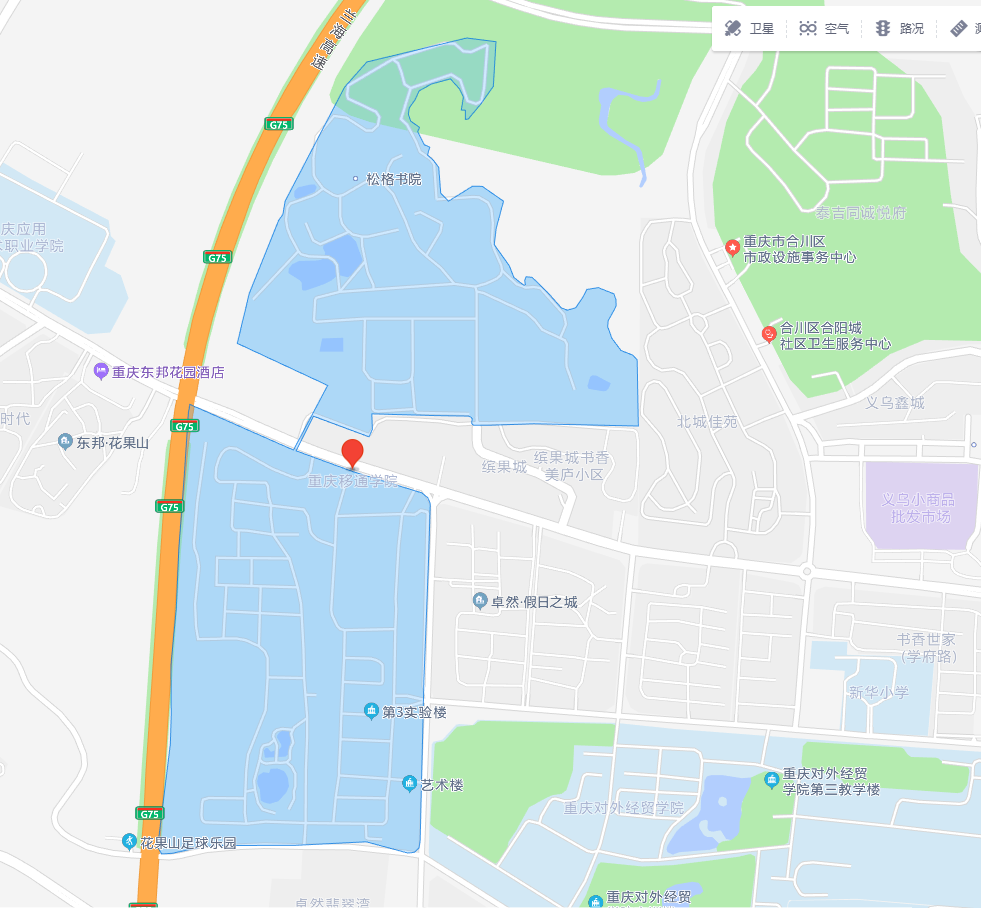 兰海高速
卫星
空气
路况
测
G75
松格书院
泰吉同诚悦府
庆应用
职业学院
重庆市合川区
市政设施事务中心
G75
合川区合阳城
社区卫生服务中心
重庆东邦花园酒店
义乌鑫城
时代
东邦·花果山
G75
北城佳苑
缤果城
缤果城书香
美庐小区
重庆移通学院
义乌小商品
批发市场
G75
卓然·假日之城
书香世家
(学府路)
新华小学
第3实验楼
艺术楼
重庆对外经贸
学院第三教学楼
重庆对外经贸学院
G75
花果山足球乐园
卓然翡翠湾
重庆对外经贸